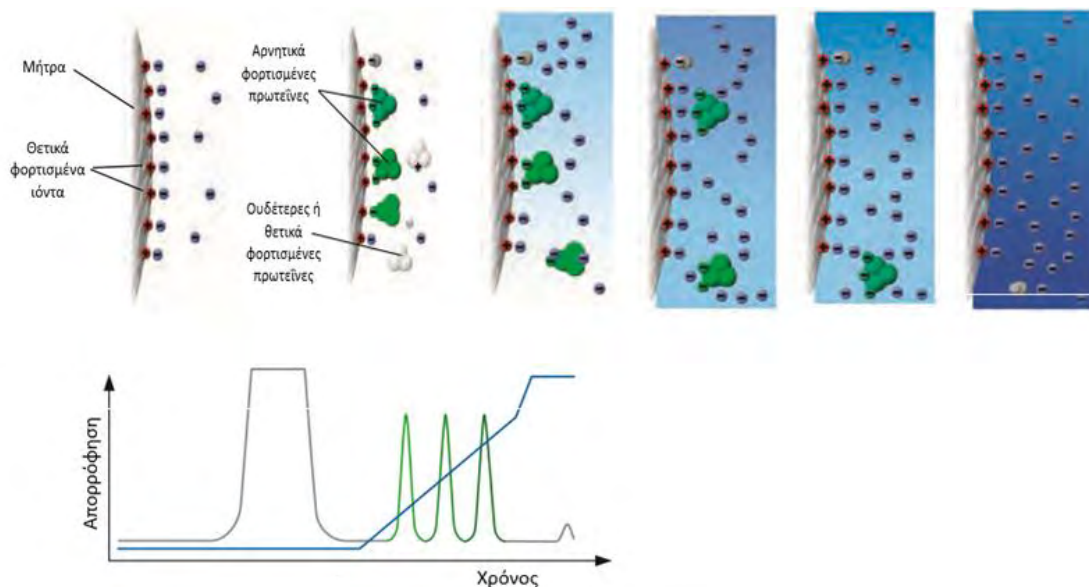 Μήτρα
Θετικά
φορτισμένα
ιόντα
Αρνητικά
φορτισμένες
πρωτεΐνες
Ουδέτερες ή
θετικά
φορτισμένες
πρωτεΐνες
Απορρόφηση
Χρόνος